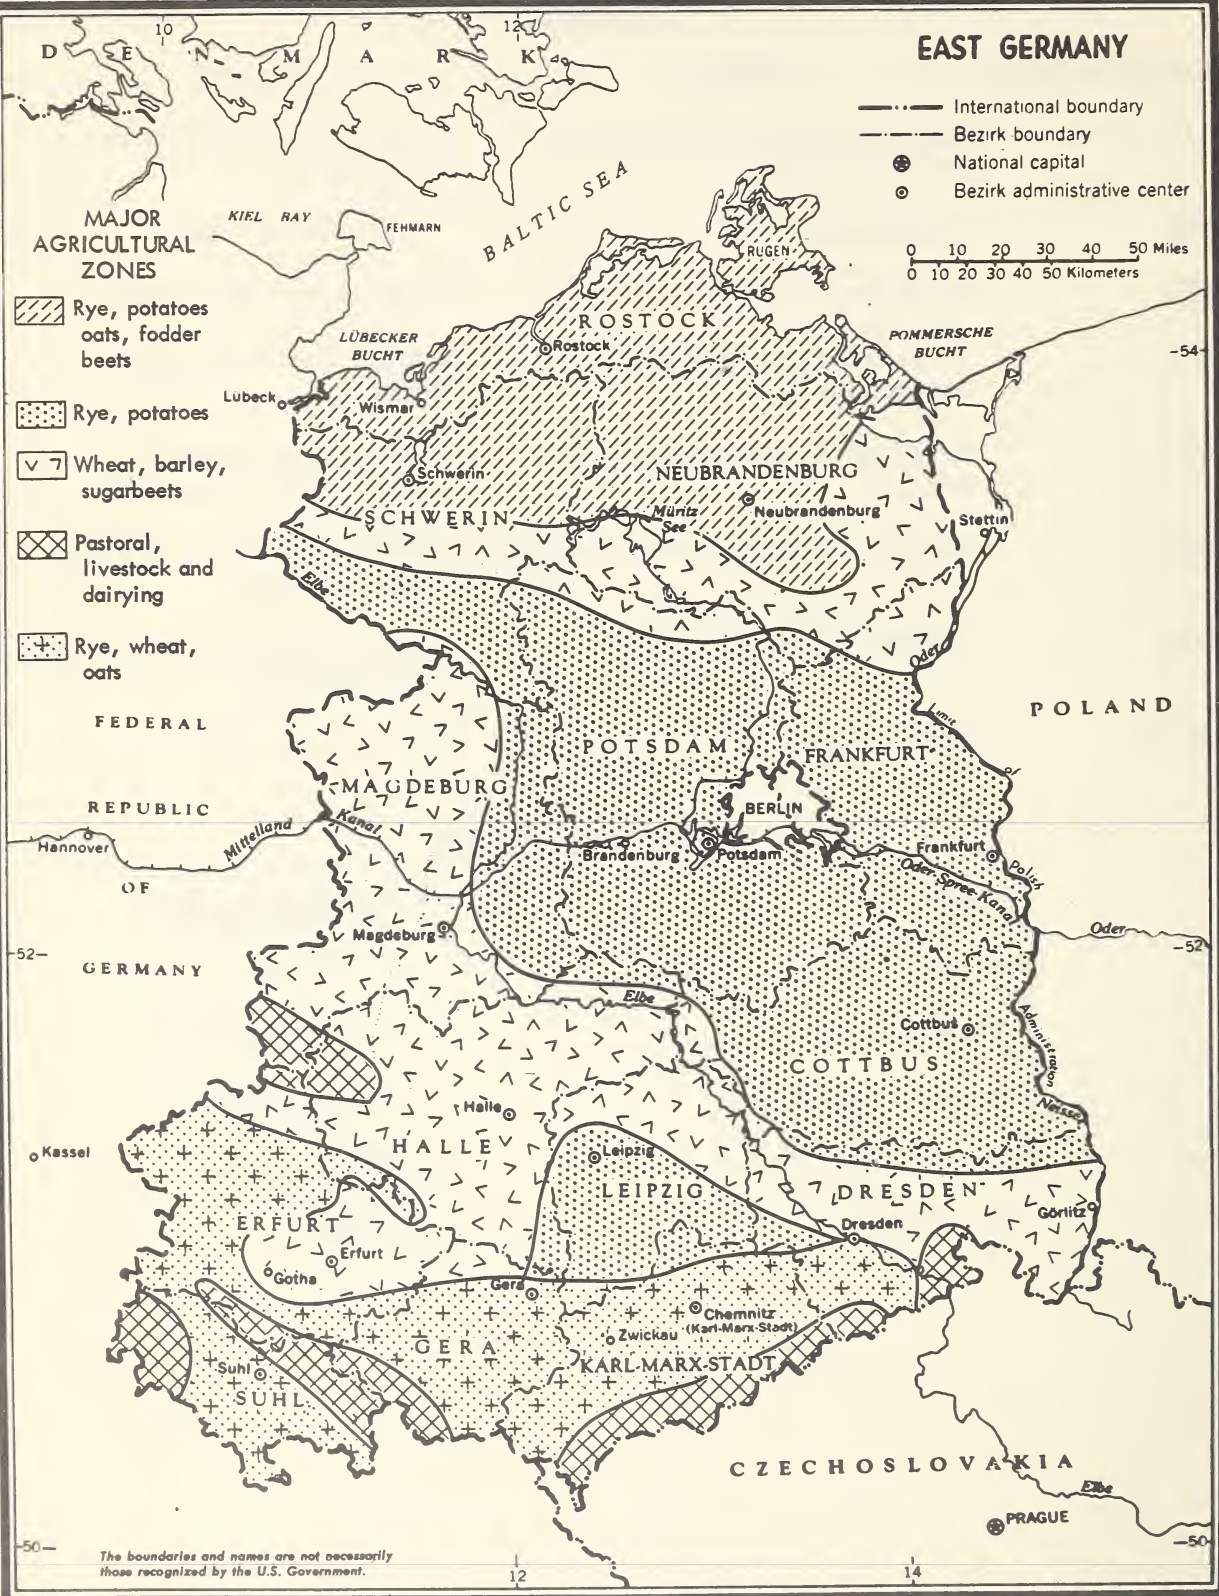 10
12
D E N M A R K
EAST GERMANY
International boundary
Bezirk boundary
National capital
Bezirk administrative center
0 10 20 30 40 50 Miles
0 10 20 30 40 50 Kilometers
MAJOR
AGRICULTURAL
ZONES
Rye, potatoes
oats, fodder
beets
Rye, potatoes
Wheat, barley,
sugarbeets
Pastoral,
livestock and
dairying
Rye, wheat,
oats
KIEL BAY
FEHMARN
BALTIC SEA
RÜGEN
ROSTOCK
Rostock
LÜBECKER
BUCHT
POMMERSCHE
BUCHT
54
Lübeck
Wismar
Schwerin
NEUBRANDENBURG
Neubrandenburg
SCHWERIN
Müritz
See
Stettin
Elbe
Oder
FEDERAL
REPUBLIC
OF
GERMANY
POLAND
Limit
of
Polish
Administration
POTSDAM
FRANKFURT
MAGDEBURG
BERLIN
Hannover
Mittelland
Kanal
Brandenburg
Potsdam
Frankfurt
Oder-Spree-Kanal
Magdeburg
Oder
52
52
Elbe
Cottbus
COTTBUS
Neisse
Halle
HALLE
Kassel
Leipzig
LEIPZIG
DRESDEN
Dresden
Görlitz
ERFURT
Erfurt
Gotha
Gera
GERA
Chemnitz
(Karl-Marx-Stadt)
Zwickau
KARL-MARX-STADT
Suhl
SUHL
CZECHOSLOVAKIA
Elbe
PRAGUE
50
50
The boundaries and names are not necessarily
those recognized by the U.S. Government.
12
14